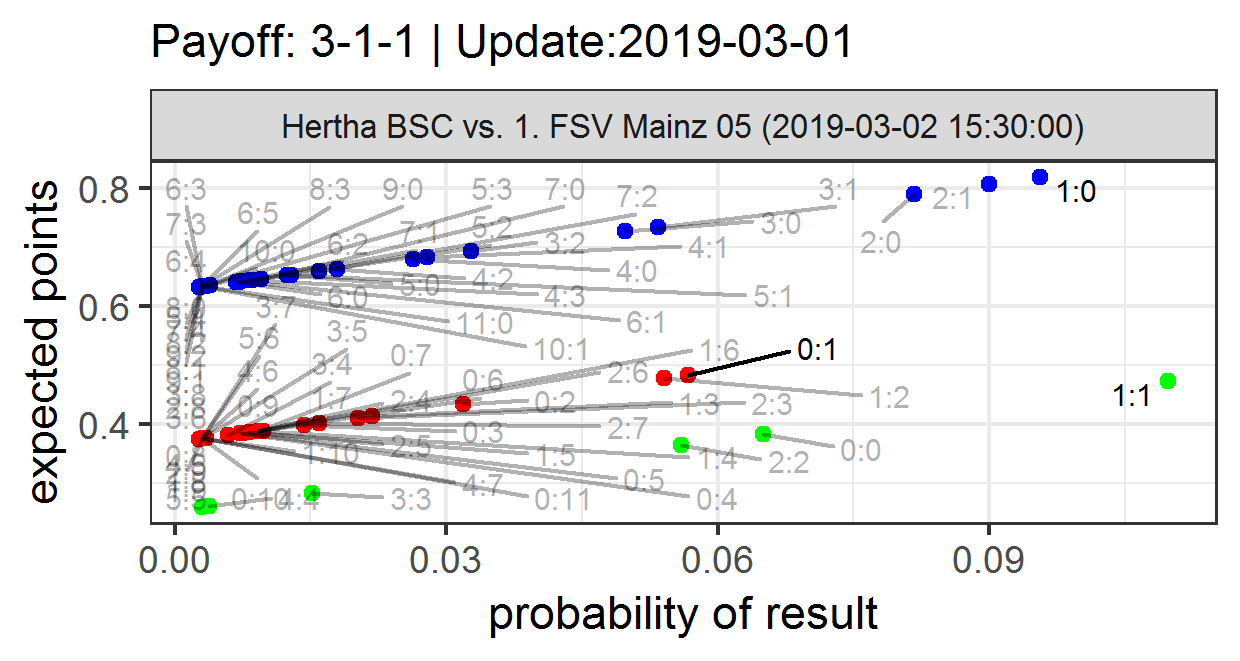 Payoff: 3-1-1 | Update:2019-03-01
Hertha BSC vs. 1. FSV Mainz 05 (2019-03-02 15:30:00)
6:3 8:3 9:0 5:3 7:0 7:2 3:1 2:1 1:0
7:3 6:5 7:1 5:2 3:2 3:0 2:0
6:4 10:0 6:2 4:1
4:2 4:0
6:0 5:0 4:3 5:1
3:7 11:0 6:1
5:6 3:5 0:7 10:1 1:6 0:1
4:6 3:4 0:6 2:6
0:9 1:7 2:4 0:2 1:3 2:3 1:2 1:1
0:3 2:7
1:10 2:5 1:5 1:4 2:2 0:0
4:7 0:5
0:10 4:4 3:3 0:11 0:4
0.8
0.6
0.4
expected points
0.00 0.03 0.06 0.09
probability of result